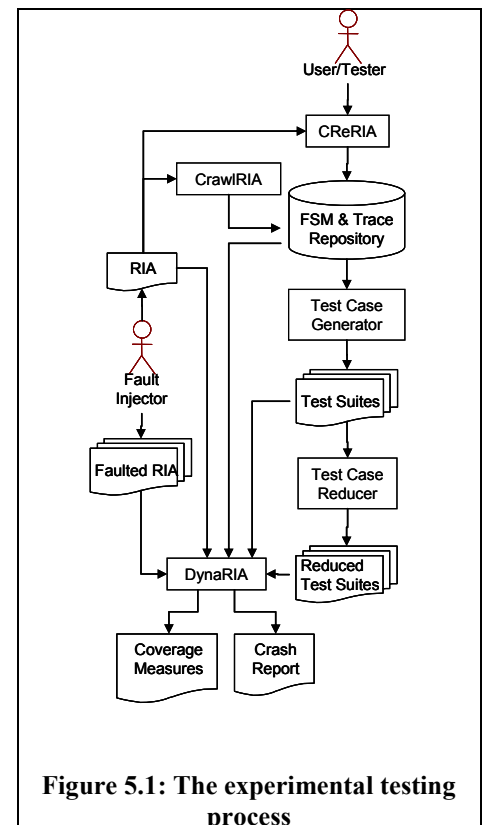 User/Tester
CReRIA
CrawlRIA
FSM & Trace
Repository
RIA
Test Case
Generator
Fault
Injector
Test Suites
Faulted RIA
Test Case
Reducer
DynaRIA
Reduced
Test Suites
Coverage
Measures
Crash
Report
Figure 5.1: The experimental testing
process